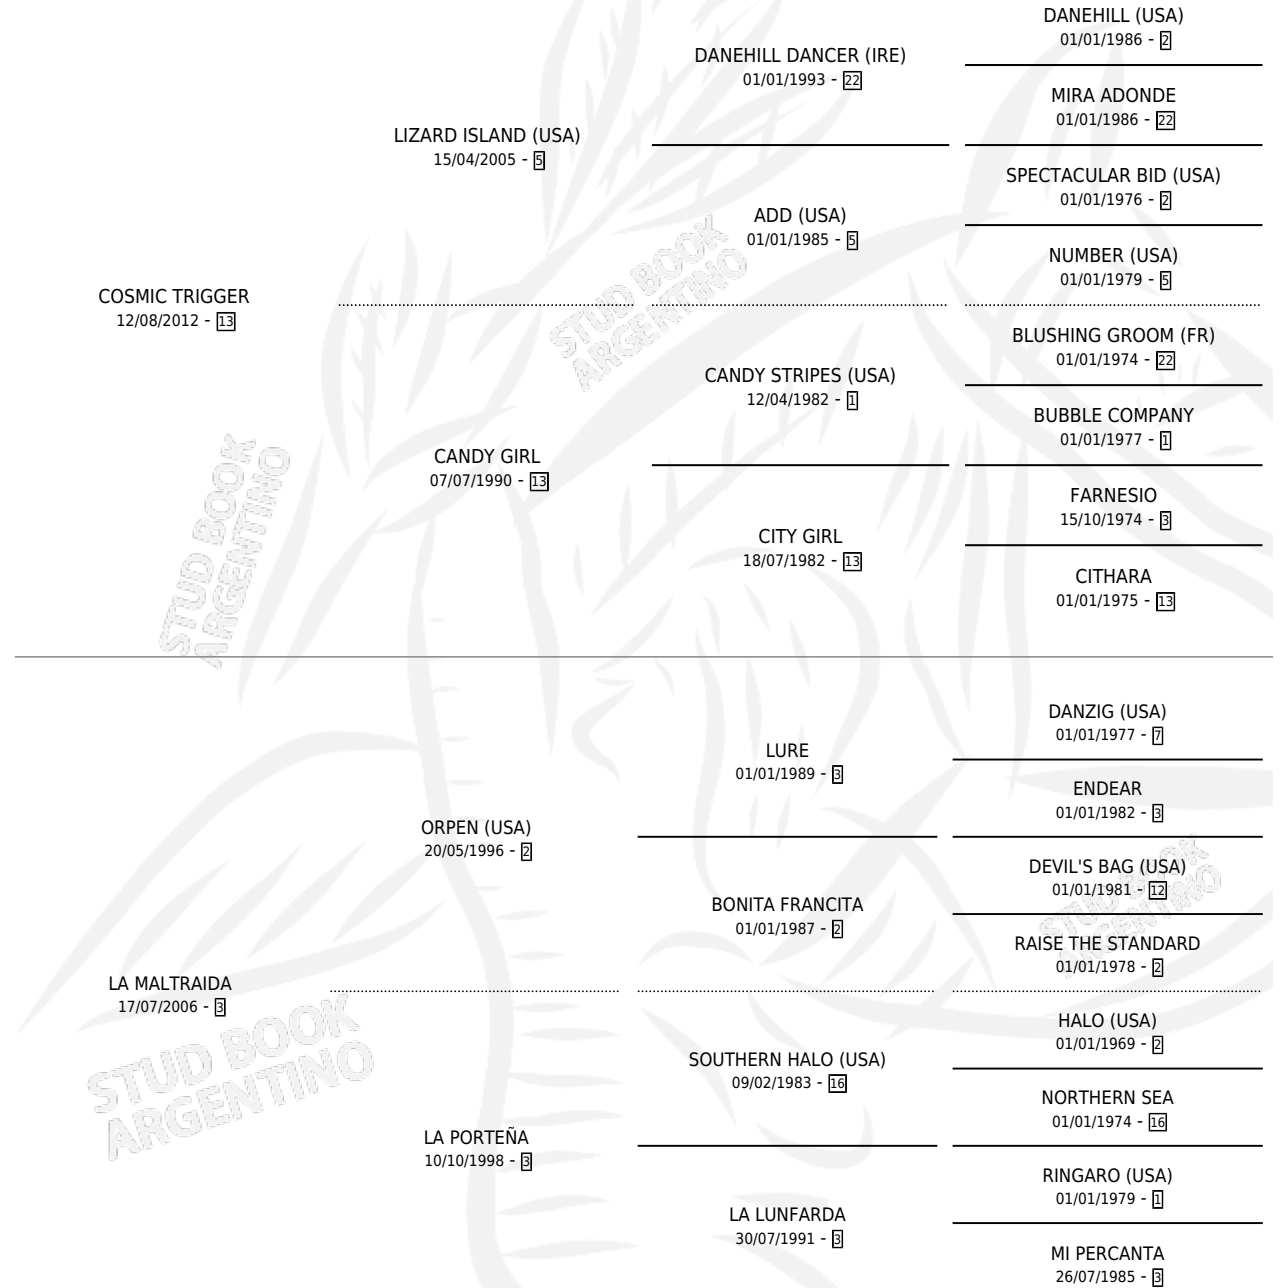 DANEHILL (USA)
01/01/1986 - 2
DANEHILL DANCER (IRE)
01/01/1993 - 22
MIRA ADONDE
01/01/1986 - 22
LIZARD ISLAND (USA)
15/04/2005 - 5
SPECTACULAR BID (USA)
01/01/1976 - 2
ADD (USA)
01/01/1985 - 5
NUMBER (USA)
01/01/1979 - 5
COSMIC TRIGGER
12/08/2012 - 13
STUD BOOK
ARGENTINO
BLUSHING GROOM (FR)
01/01/1974 - 22
CANDY STRIPES (USA)
12/04/1982 - 1
BUBBLE COMPANY
01/01/1977 - 1
CANDY GIRL
07/07/1990 - 13
FARNESIO
15/10/1974 - 3
CITY GIRL
18/07/1982 - 13
CITHARA
01/01/1975 - 13
STUD BOOK
ARGENTINO
DANZIG (USA)
01/01/1977 - 7
LURE
01/01/1989 - 3
ENDEAR
01/01/1982 - 3
ORPEN (USA)
20/05/1996 - 2
DEVIL'S BAG (USA)
01/01/1981 - 12
BONITA FRANCITA
01/01/1987 - 2
RAISE THE STANDARD
01/01/1978 - 2
STUD BOOK
ARGENTINO
LA MALTRAIDA
17/07/2006 - 3
HALO (USA)
01/01/1969 - 2
SOUTHERN HALO (USA)
09/02/1983 - 16
NORTHERN SEA
01/01/1974 - 16
STUD BOOK
ARGENTINO
LA PORTEÑA
10/10/1998 - 3
RINGARO (USA)
01/01/1979 - 1
LA LUNFARDA
30/07/1991 - 3
MI PERCANTA
26/07/1985 - 3